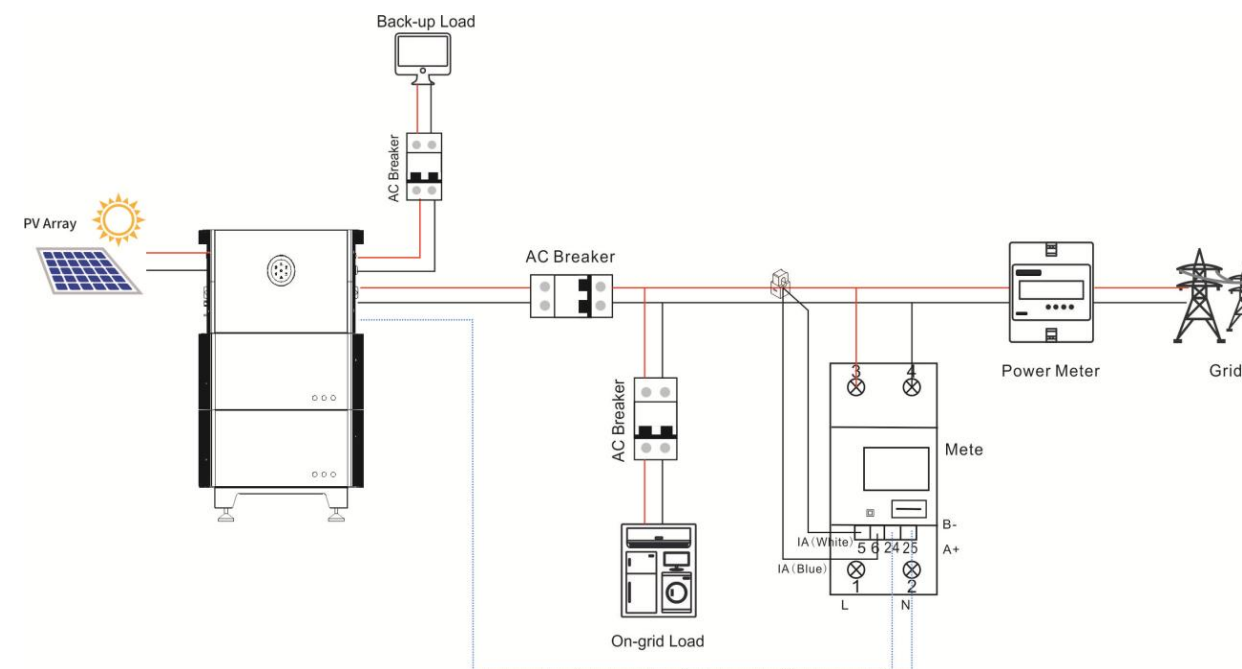 Back-up Load
AC Breaker
PV Array
AC Breaker
Power Meter
Grid
3 4
AC Breaker
Mete
B-
IA(White)
5 6 24 25
A+
IA(Blue)
1 2
L N
On-grid Load